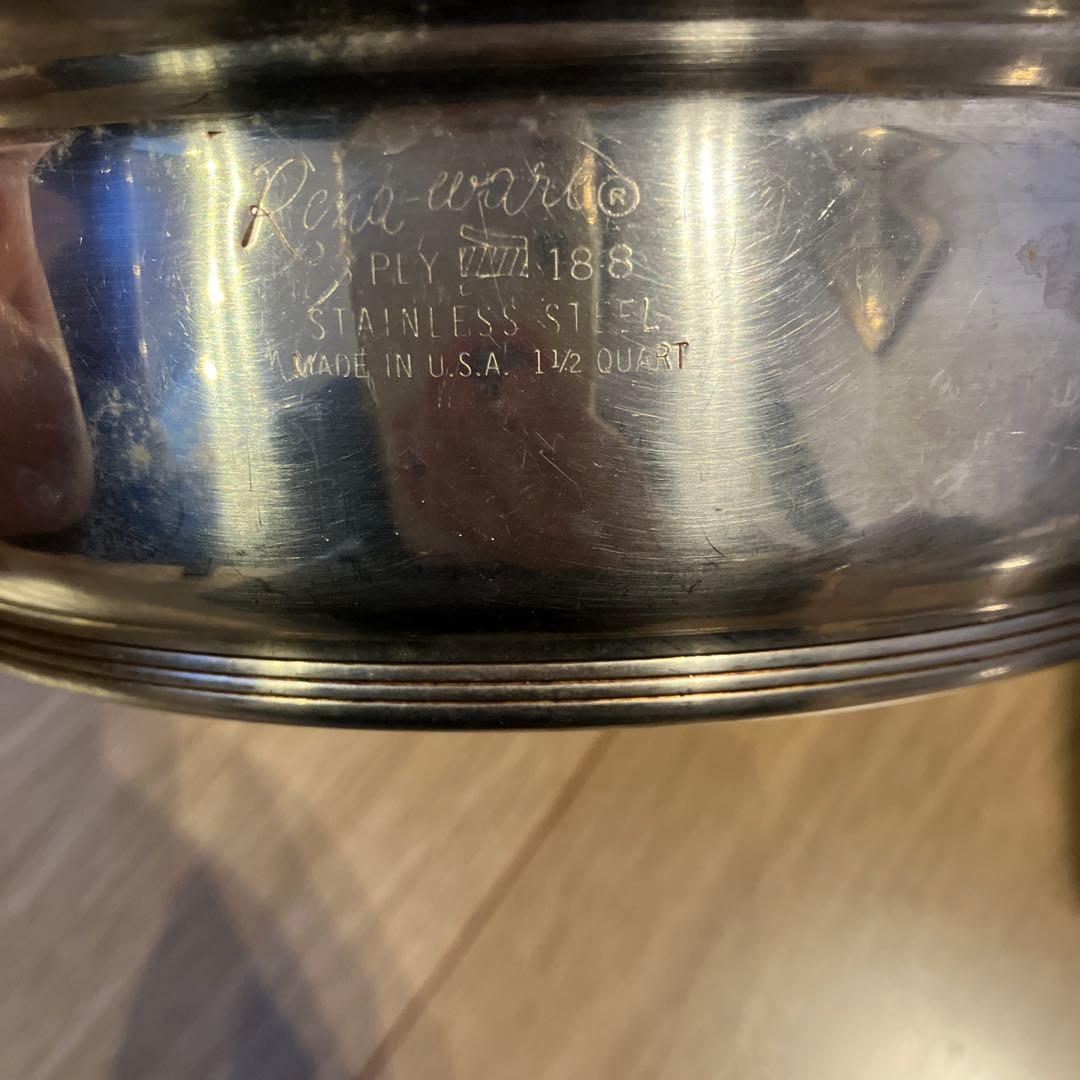 Rena-ware®
3 PLY 18-8
STAINLESS STEEL
MADE IN U.S.A. 1½ QUART